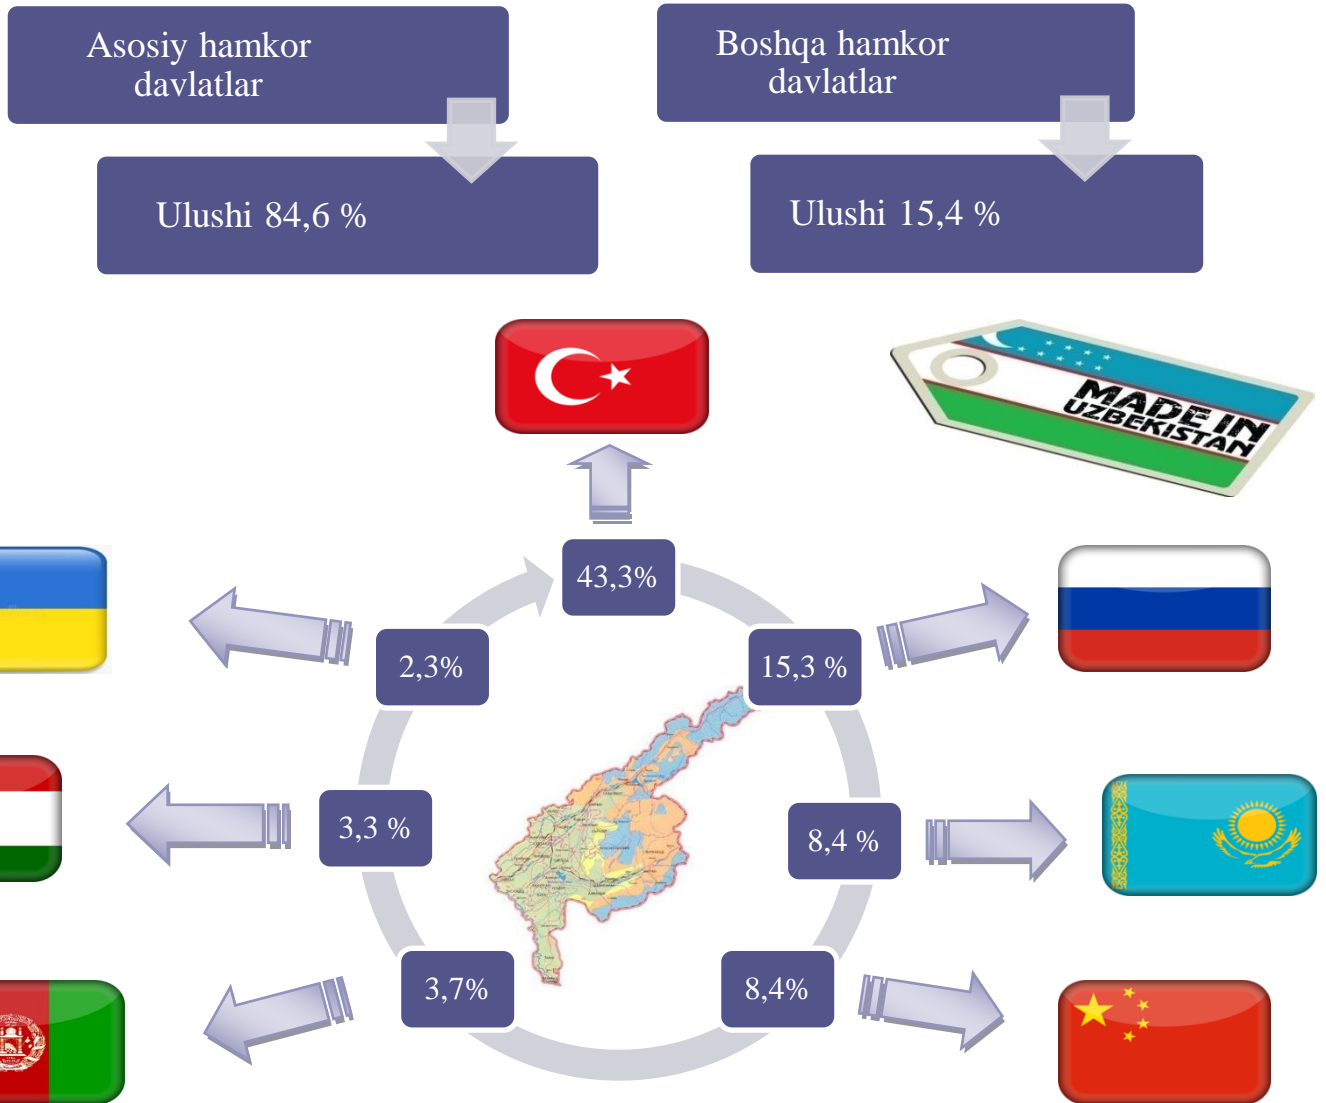 Asosiy hamkor
davlatlar
Boshqa hamkor
davlatlar
Ulushi 84,6 %
Ulushi 15,4 %
MADE IN
UZBEKISTAN
43,3%
2,3%
15,3 %
3,3 %
8,4 %
3,7%
8,4%